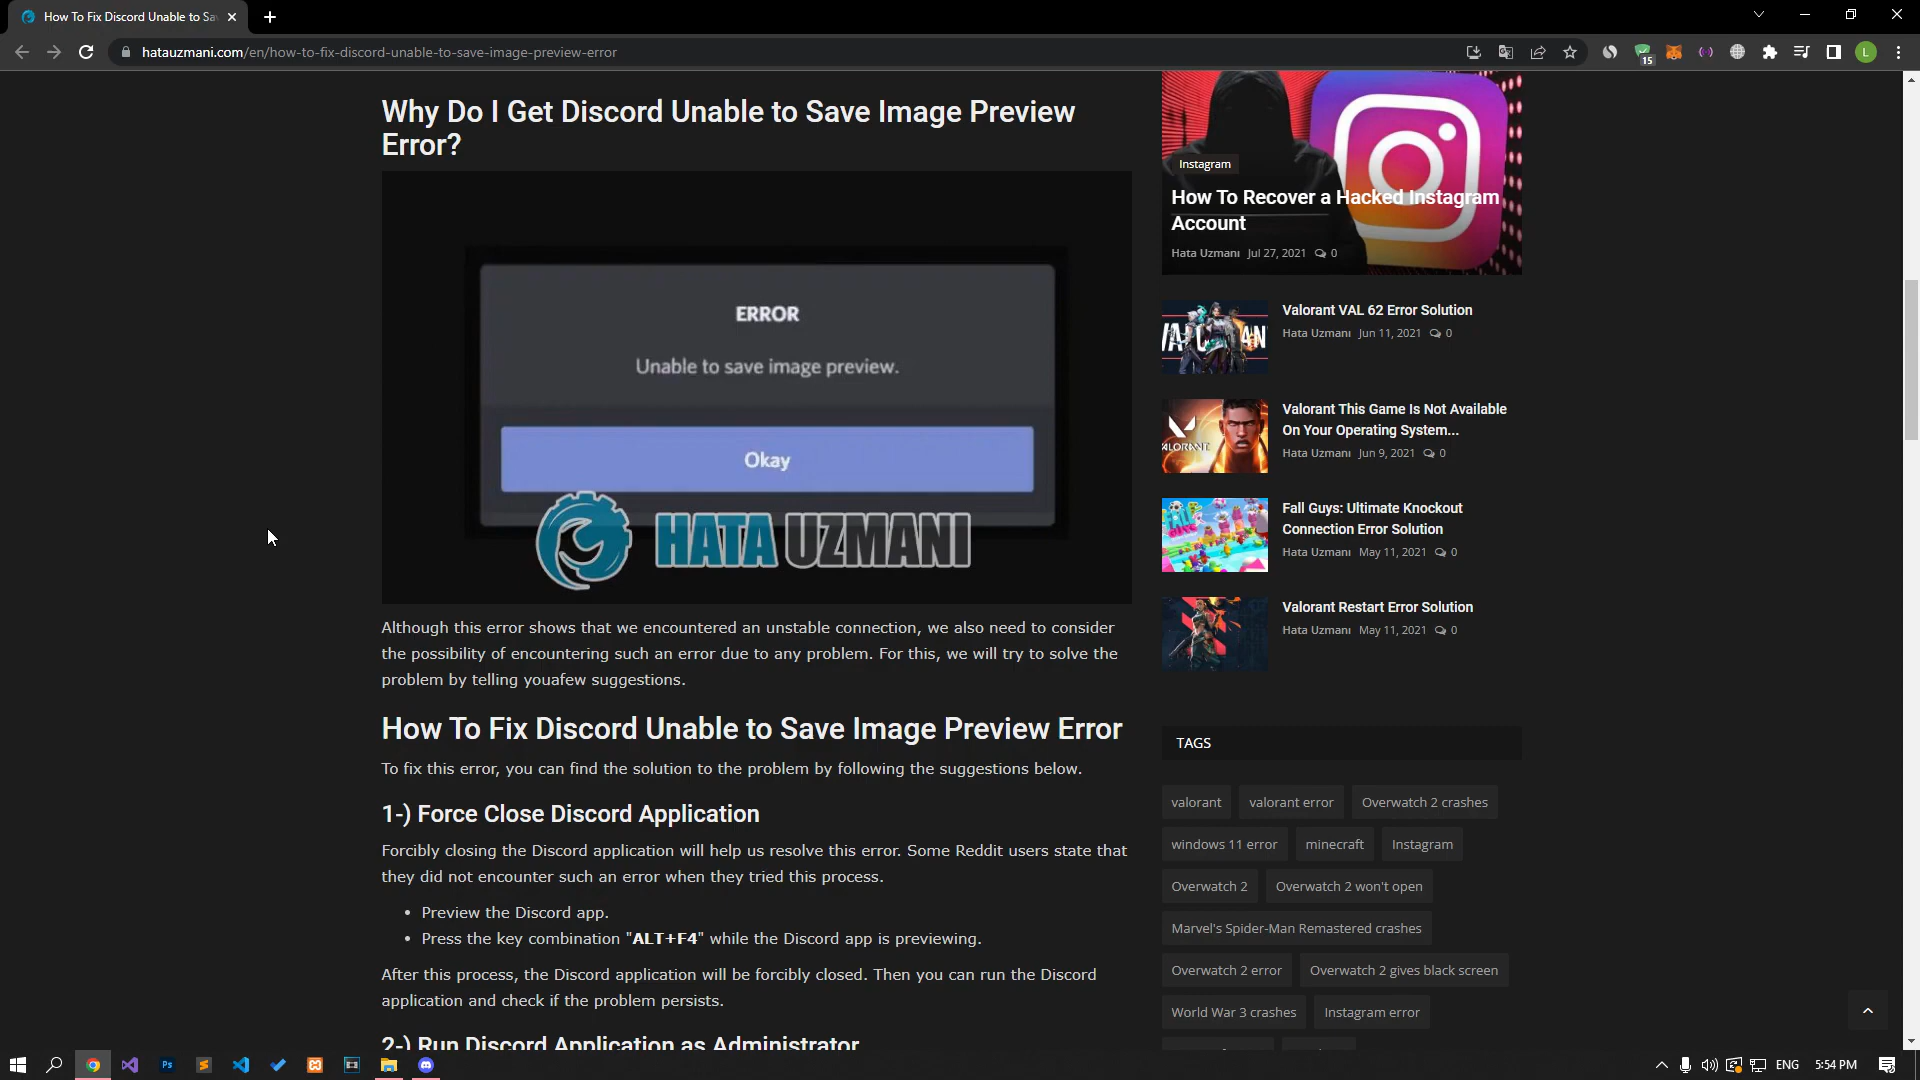 How To Fix Discord Unable to Sa
hatauzmani.com/en/how-to-fix-discord-unable-to-save-image-preview-error
15
L
Why Do I Get Discord Unable to Save Image Preview
Error?
ERROR
Unable to save image preview.
Okay
HATA UZMANI
Although this error shows that we encountered an unstable connection, we also need to consider
the possibility of encountering such an error due to any problem. For this, we will try to solve the
problem by telling youafew suggestions.
How To Fix Discord Unable to Save Image Preview Error
To fix this error, you can find the solution to the problem by following the suggestions below.
1-) Force Close Discord Application
Forcibly closing the Discord application will help us resolve this error. Some Reddit users state that
they did not encounter such an error when they tried this process.
• Preview the Discord app.
• Press the key combination "ALT+F4" while the Discord app is previewing.
After this process, the Discord application will be forcibly closed. Then you can run the Discord
application and check if the problem persists.
2-) Run Discord Application as Administrator
Instagram
How To Recover a Hacked Instagram
Account
Hata Uzmanı Jul 27, 2021 0
Valorant VAL 62 Error Solution
Hata Uzmanı Jun 11, 2021 0
Valorant This Game Is Not Available
On Your Operating System...
Hata Uzmanı Jun 9, 2021 0
Fall Guys: Ultimate Knockout
Connection Error Solution
Hata Uzmanı May 11, 2021 0
Valorant Restart Error Solution
Hata Uzmanı May 11, 2021 0
TAGS
valorant valorant error Overwatch 2 crashes
windows 11 error minecraft Instagram
Overwatch 2 Overwatch 2 won't open
Marvel's Spider-Man Remastered crashes
Overwatch 2 error Overwatch 2 gives black screen
World War 3 crashes Instagram error
Ps
ENG 5:54 PM